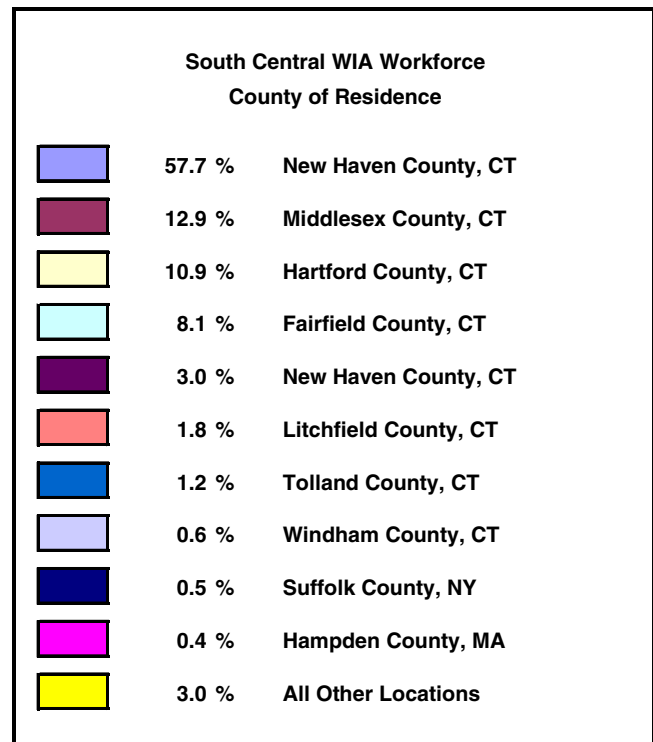 South Central WIA Workforce
County of Residence
57.7 % New Haven County, CT
12.9 % Middlesex County, CT
10.9 % Hartford County, CT
8.1 % Fairfield County, CT
3.0 % New Haven County, CT
1.8 % Litchfield County, CT
1.2 % Tolland County, CT
0.6 % Windham County, CT
0.5 % Suffolk County, NY
0.4 % Hampden County, MA
3.0 % All Other Locations